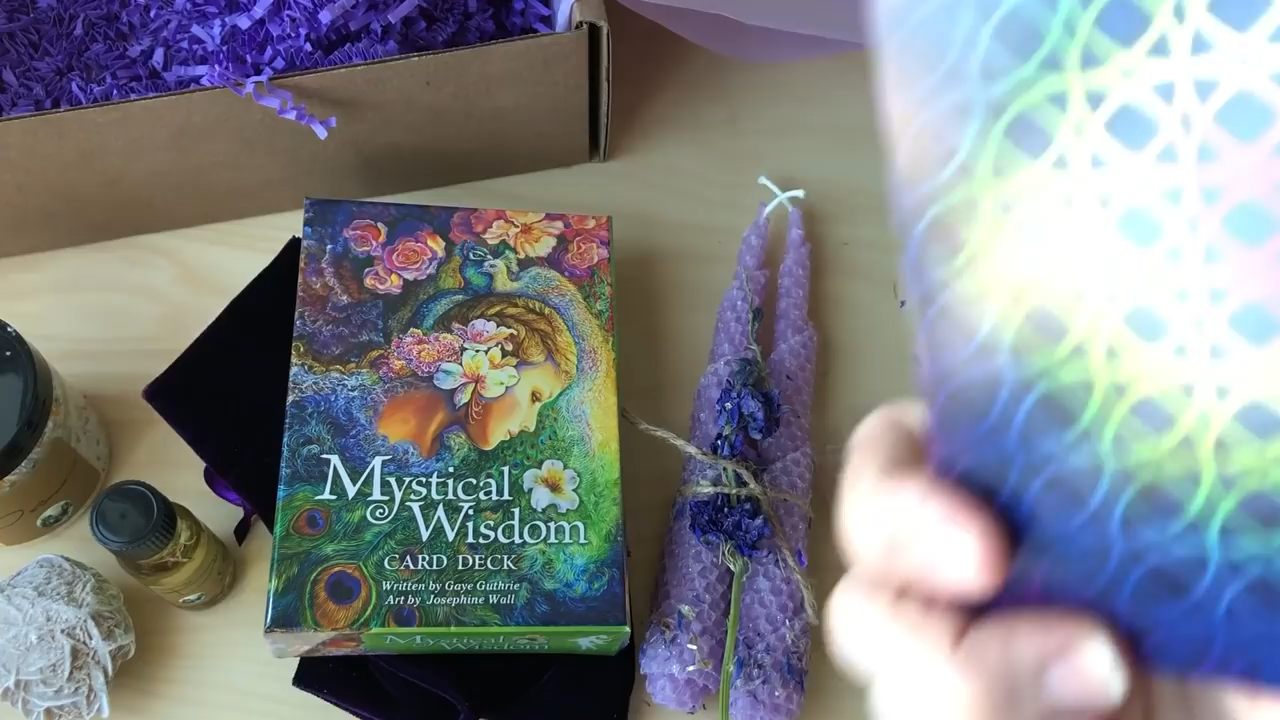 Mystical
Wisdom
CARD DECK
Written by Gaye Guthrie
Art by Josephine Wall
Mystical
Wisdom